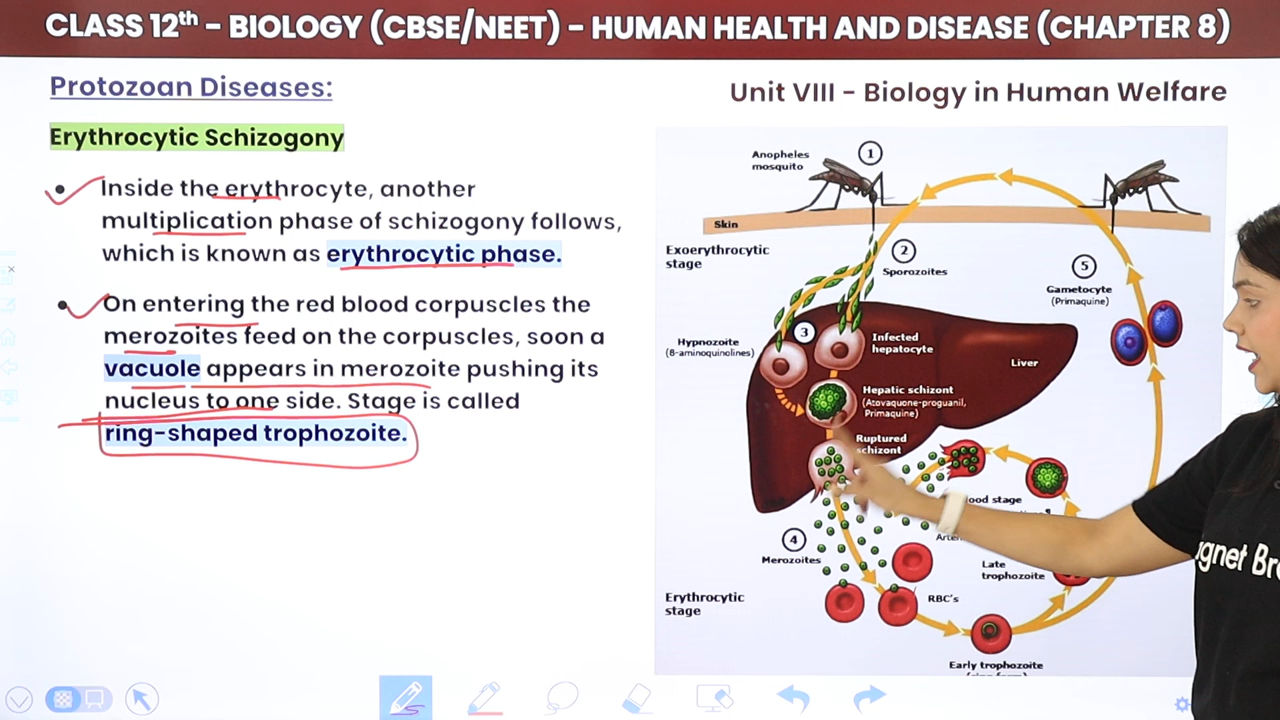 CLASS 12th – BIOLOGY (CBSE/NEET) – HUMAN HEALTH AND DISEASE (CHAPTER 8)
Protozoan Diseases:
Unit VIII – Biology in Human Welfare
Erythrocytic Schizogony
• Inside the erythrocyte, another
multiplication phase of schizogony follows,
which is known as erythrocytic phase.
• On entering the red blood corpuscles the
merozoites feed on the corpuscles, soon a
vacuole appears in merozoite pushing its
nucleus to one side. Stage is called
ring-shaped trophozoite.
Anopheles
mosquito
1
Skin
Exoerythrocytic
stage
2
Sporozoites
5
Gametocyte
(Primaquine)
3
Hypnozoite
(8-aminoquinolines)
Infected
hepatocyte
Liver
Hepatic schizont
(Atovaquone-proguanil,
Primaquine)
Ruptured
schizont
ood stage
4
Merozoites
Late
trophozoite
Erythrocytic
stage
RBC's
Early trophozoite
gnet Br